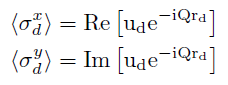 ⟨σ_d^x⟩ = Re [u_d e^{−iQr_d}]
⟨σ_d^y⟩ = Im [u_d e^{−iQr_d}]